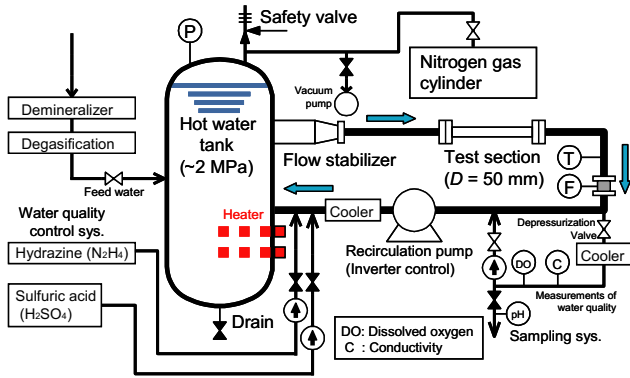 Safety valve
P
Nitrogen gas
cylinder
Vacuum
pump
Demineralizer
Degasification
Feed water
Hot water
tank
(~2 MPa)
Flow stabilizer
Test section
(D = 50 mm)
T
F
Water quality
control sys.
Heater
Cooler
Recirculation pump
(Inverter control)
Depressurization
Valve
Cooler
Hydrazine (N₂H₄)
Sulfuric acid
(H₂SO₄)
DO
C
Measurements of
water quality
pH
Sampling sys.
Drain
DO: Dissolved oxygen
C : Conductivity